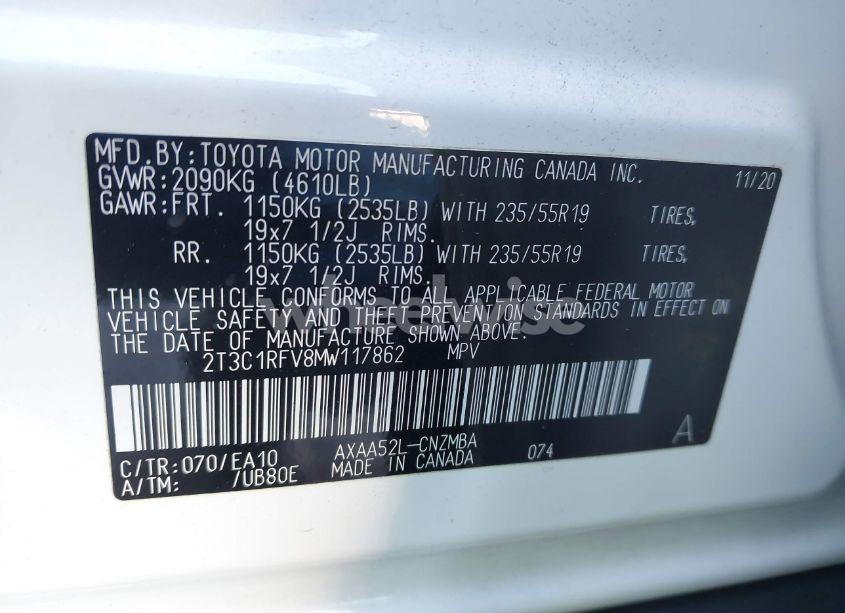 MFD.BY:TOYOTA MOTOR MANUFACTURING CANADA INC. 11/20
GVWR:2090KG (4610LB)
GAWR:FRT. 1150KG (2535LB) WITH 235/55R19 TIRES,
19x7 1/2J RIMS.
RR. 1150KG (2535LB) WITH 235/55R19 TIRES,
19x7 1/2J RIMS.
THIS VEHICLE CONFORMS TO ALL APPLICABLE FEDERAL MOTOR
VEHICLE SAFETY AND THEFT PREVENTION STANDARDS IN EFFECT ON
THE DATE OF MANUFACTURE SHOWN ABOVE.
2T3C1RFV8MW117862 MPV
wheelwise
A
C/TR:070/EA10 AXAA52L-CNZMBA 074
A/TM: /UB80E MADE IN CANADA